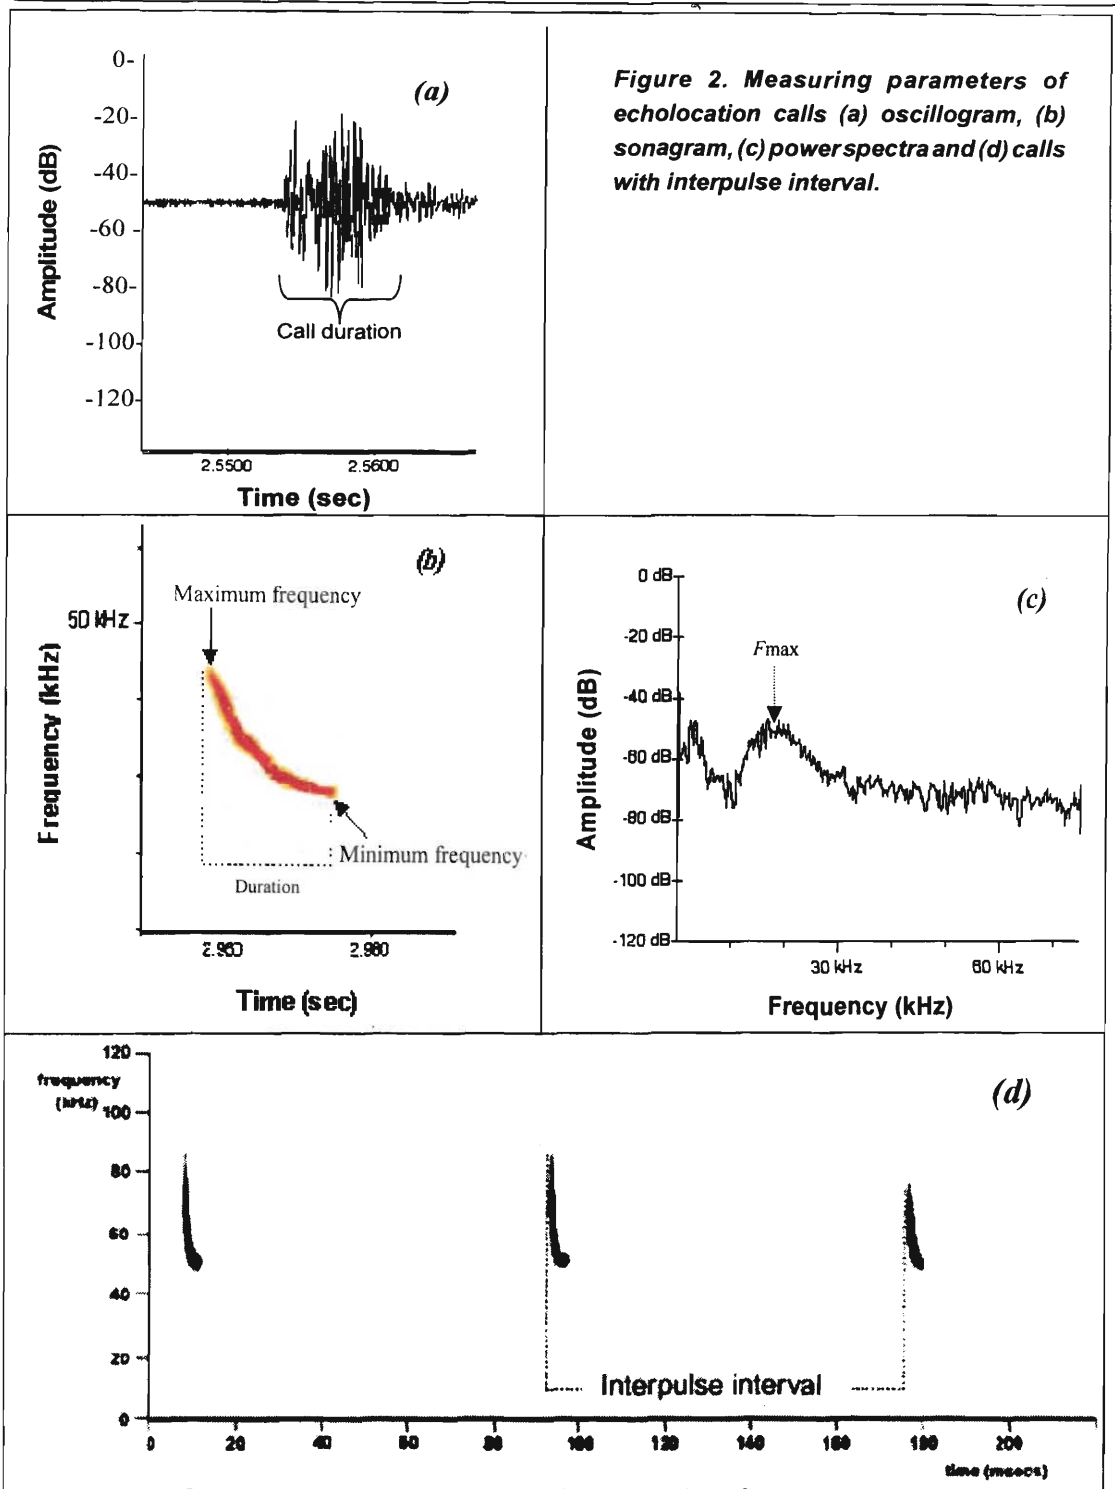 0-
-20-
-40-
-60 -
-80-
-100-
-120-
Amplitude (dB)
(a)
Call duration
2.5500 2.5600
Time (sec)
Figure 2. Measuring parameters of
echolocation calls (a) oscillogram, (b)
sonagram, (c) power spectra and (d) calls
with interpulse interval.
(b)
Maximum frequency
50 kHz
Frequency (kHz)
Minimum frequency
Duration
2.980
Time (sec)
(c)
0 dB
-20 dB
-40 dB
-60 dB
-80 dB
-100 dB
-120 dB
Amplitude (dB)
Fmax
30 kHz 60 kHz
Frequency (kHz)
(d)
frequency
(kHz)
120
100
80
60
40
20
0
Interpulse interval
0 20 40 60 80 100 120 140 160 180 200
time (msecs)